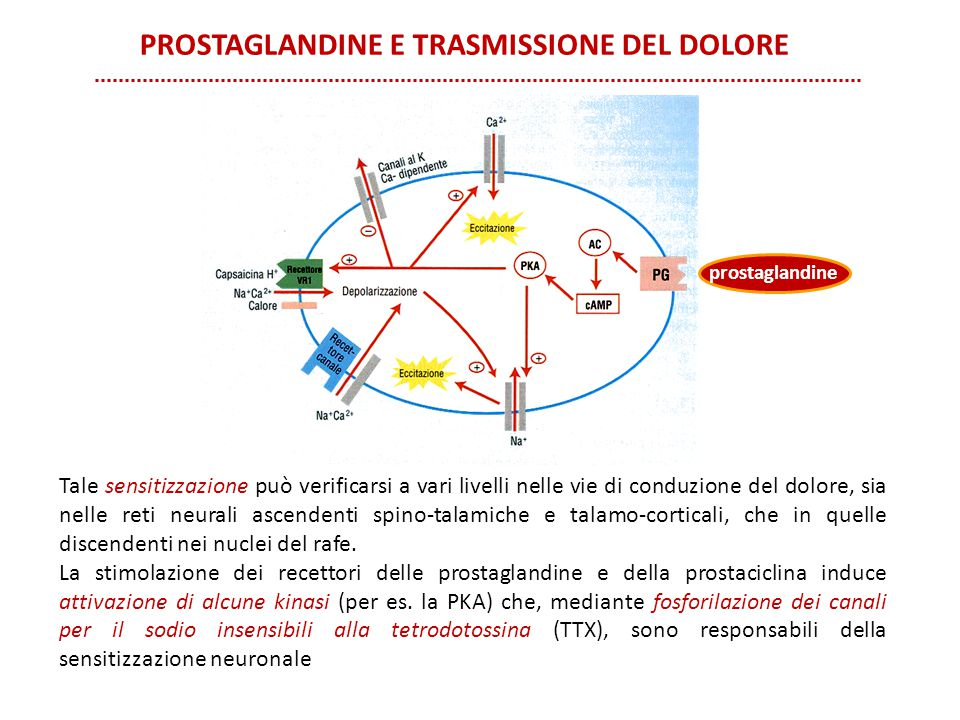 PROSTAGLANDINE E TRASMISSIONE DEL DOLORE
Ca2+
Canali al K
Ca- dipendente
+
+
−
Eccitazione
AC
PKA
PG
prostaglandine
Capsaicina H+
Recettore
VR1
+
Na+Ca2+
Depolarizzazione
Calore
cAMP
Recet-
tore
canale
Eccitazione
+
+
Na+Ca2+
Na+
Tale sensitizzazione può verificarsi a vari livelli nelle vie di conduzione del dolore, sia
nelle reti neurali ascendenti spino-talamiche e talamo-corticali, che in quelle
discendenti nei nuclei del rafe.
La stimolazione dei recettori delle prostaglandine e della prostaciclina induce
attivazione di alcune kinasi (per es. la PKA) che, mediante fosforilazione dei canali
per il sodio insensibili alla tetrodotossina (TTX), sono responsabili della
sensitizzazione neuronale